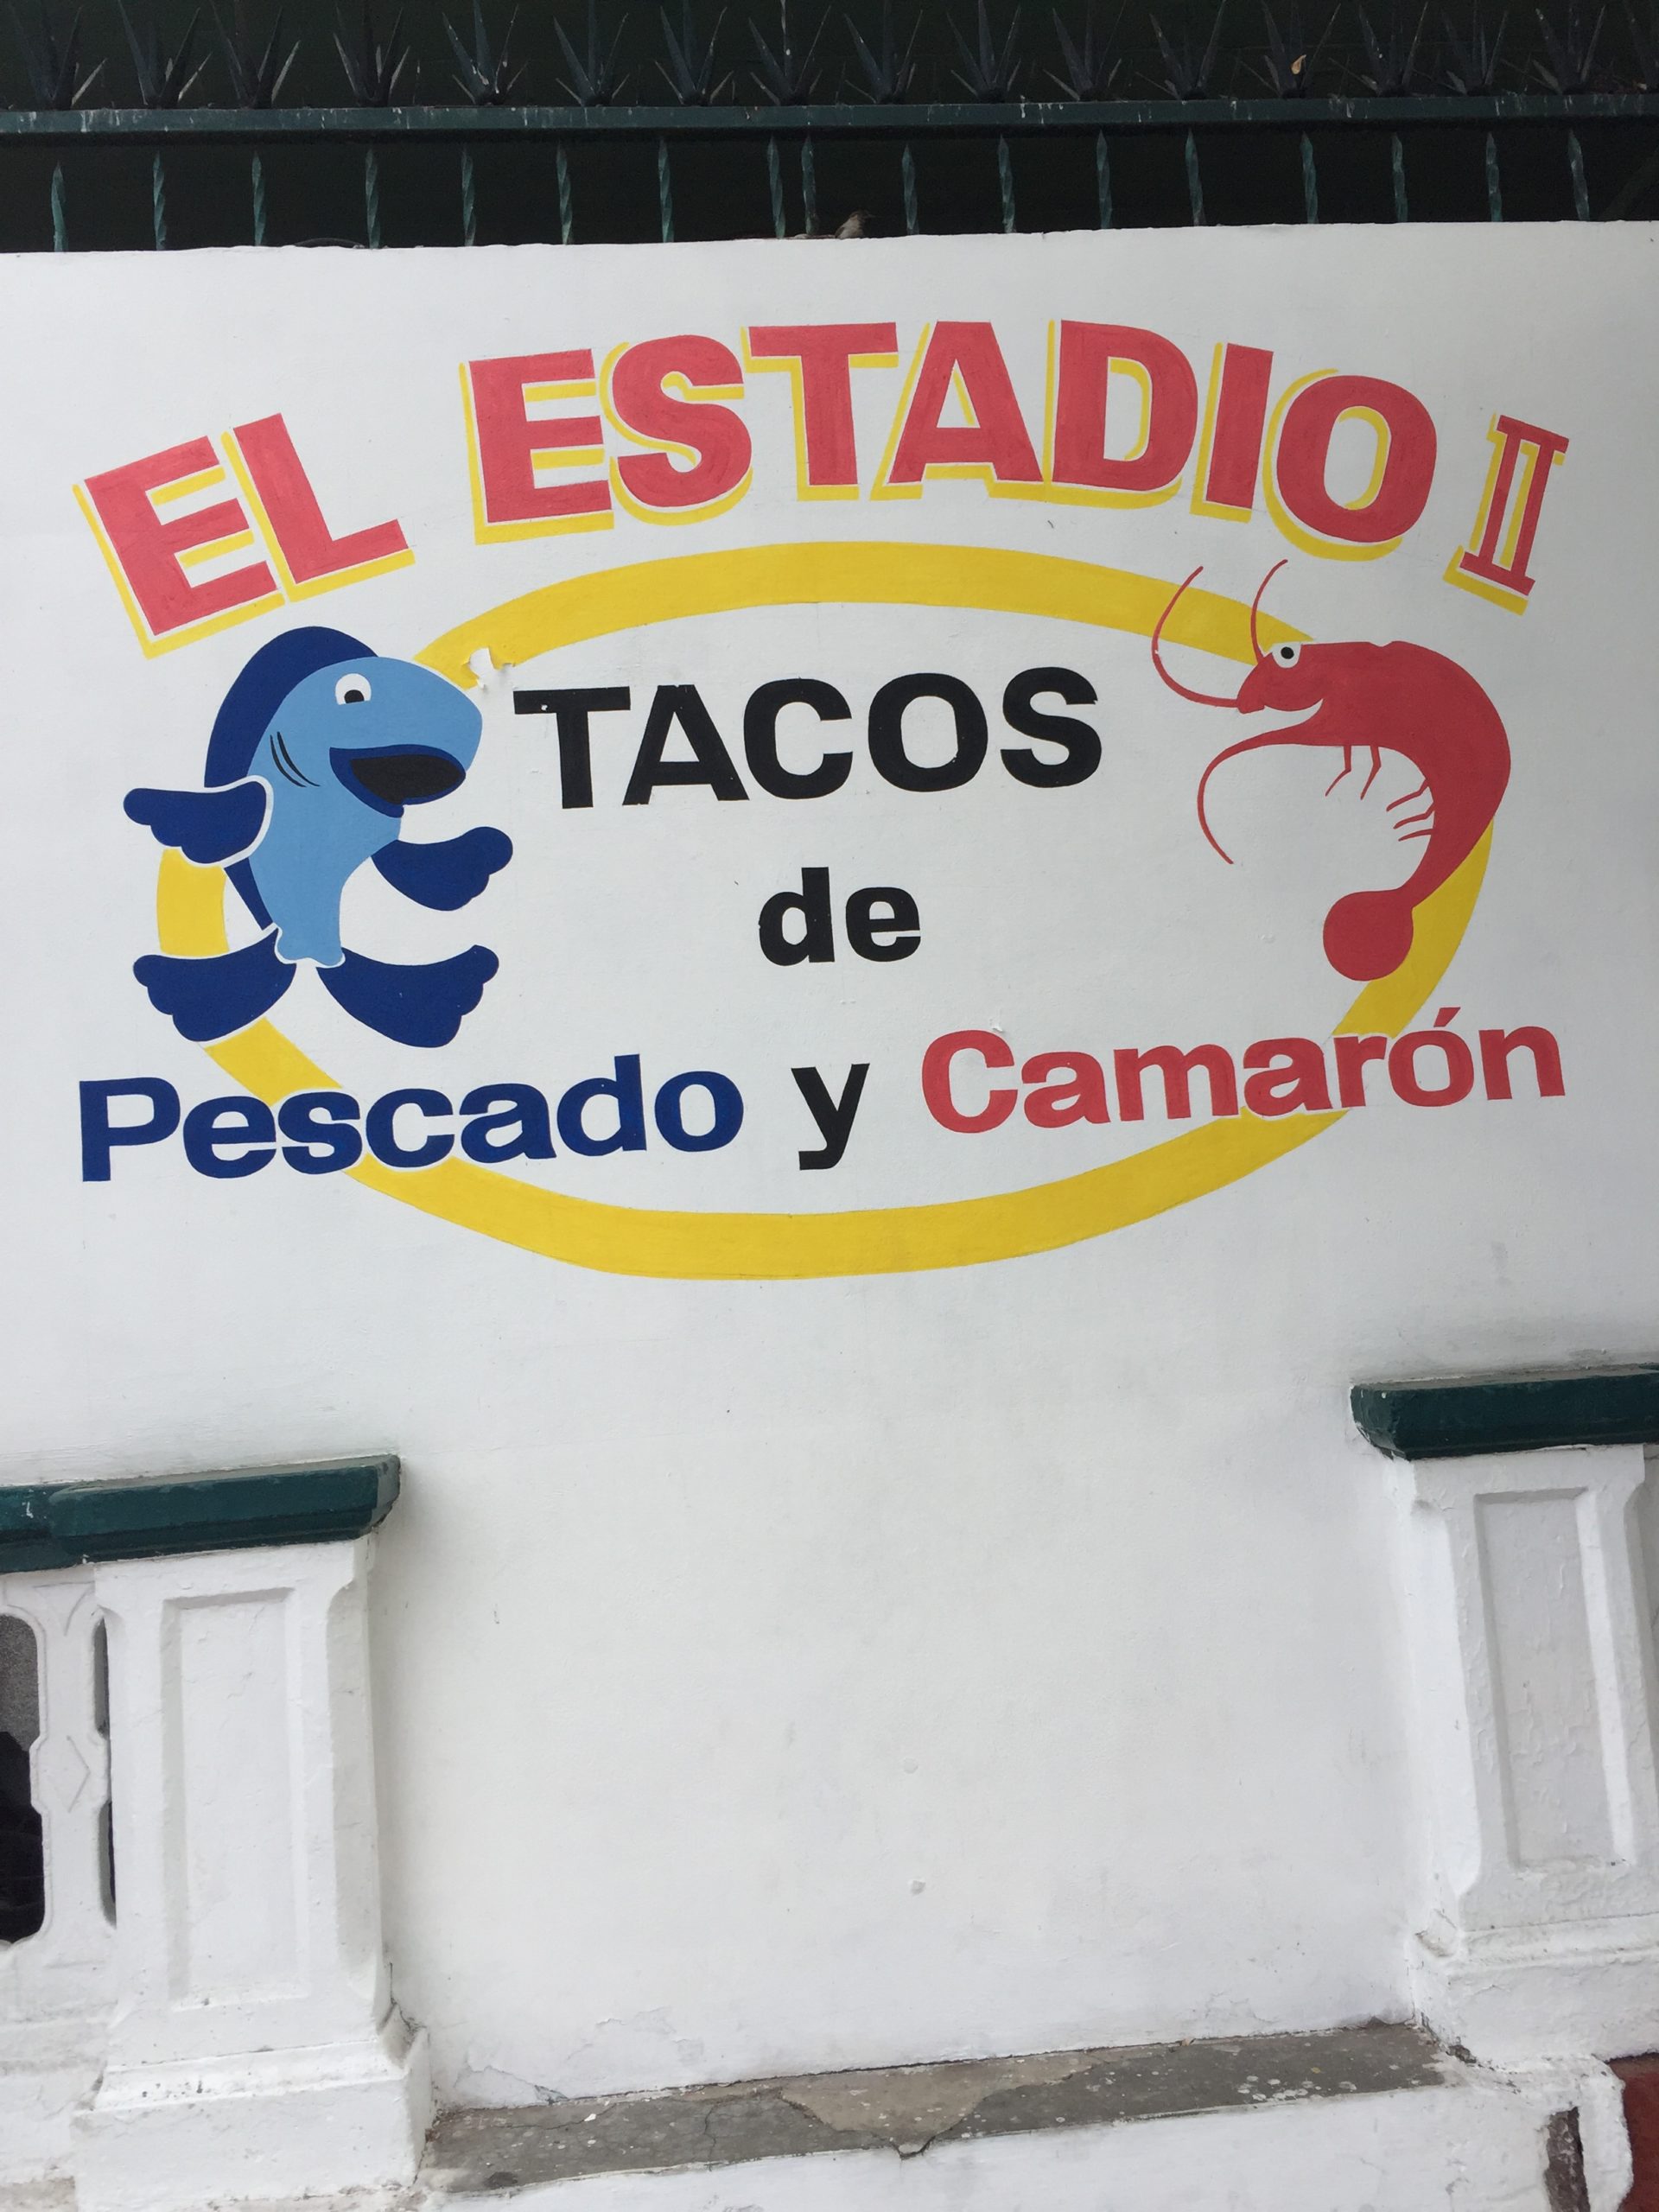 EL ESTADIO II
TACOS
de
Pescado y Camarón